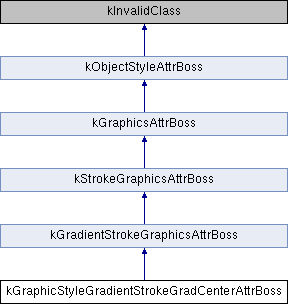 kInvalidClass
kObjectStyleAttrBoss
kGraphicsAttrBoss
kStrokeGraphicsAttrBoss
kGradientStrokeGraphicsAttrBoss
kGraphicStyleGradientStrokeGradCenterAttrBoss